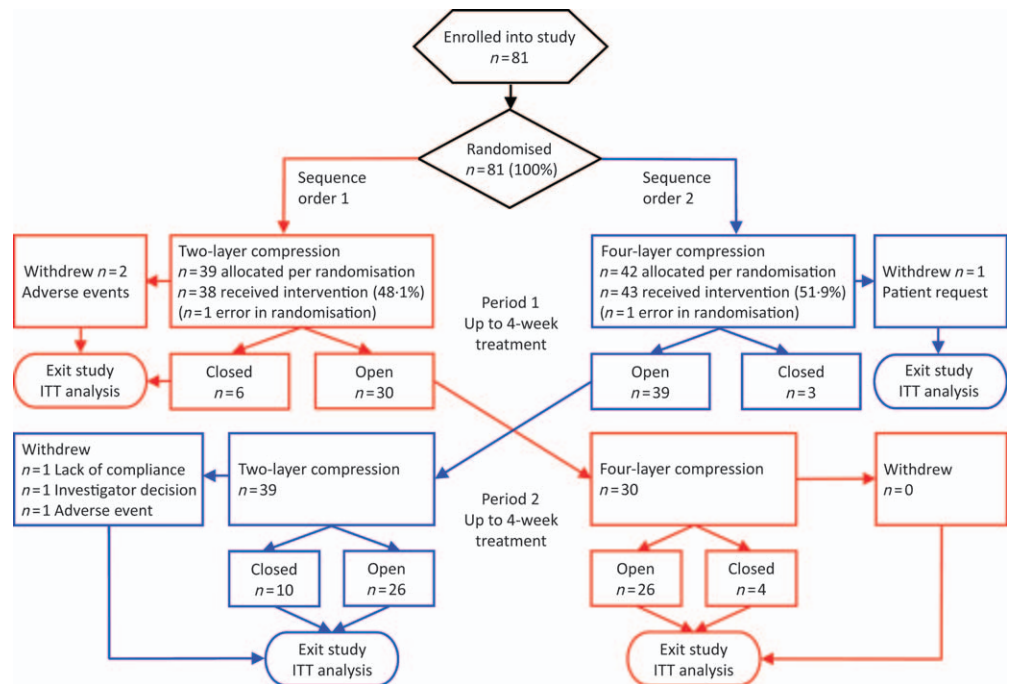 Enrolled into study
n=81
Randomised
n=81 (100%)
Sequence
order 1
Sequence
order 2
Withdrew n=2
Adverse events
Two-layer compression
n=39 allocated per randomisation
n=38 received intervention (48·1%)
(n=1 error in randomisation)
Period 1
Up to 4-week
treatment
Four-layer compression
n=42 allocated per randomisation
n=43 received intervention (51·9%)
(n=1 error in randomisation)
Withdrew n=1
Patient request
Exit study
ITT analysis
Closed
n=6
Open
n=30
Open
n=39
Closed
n=3
Exit study
ITT analysis
Withdrew
n=1 Lack of compliance
n=1 Investigator decision
n=1 Adverse event
Two-layer compression
n=39
Period 2
Up to 4-week
treatment
Four-layer compression
n=30
Withdrew
n=0
Closed
n=10
Open
n=26
Open
n=26
Closed
n=4
Exit study
ITT analysis
Exit study
ITT analysis